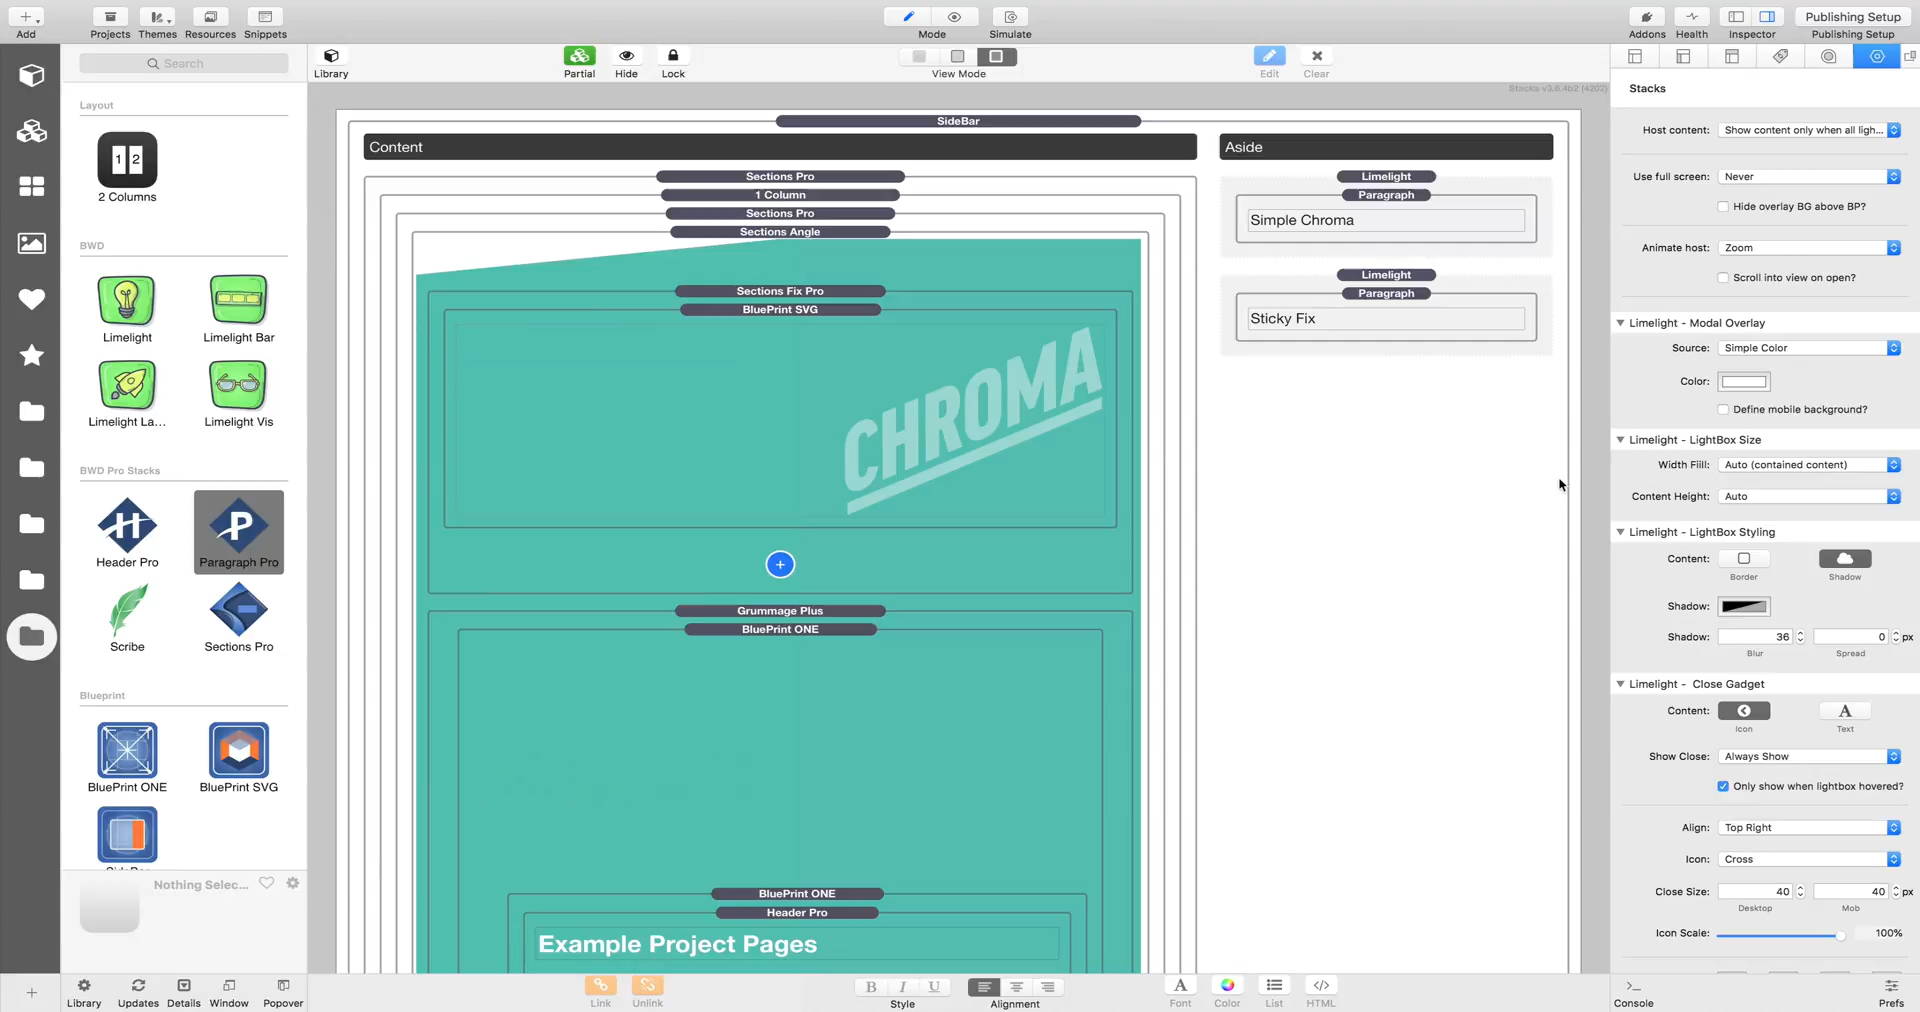 Add
Projects
Themes
Resources
Snippets
Mode
Simulate
Addons
Health
Inspector
Publishing Setup
Publishing Setup
Search
Library
Partial
Hide
Lock
View Mode
Edit
Clear
Stacks v3.6.4b2 (4202)
Stacks
Layout
1 2
2 Columns
BWD
Limelight
Limelight Bar
Limelight La...
Limelight Vis
BWD Pro Stacks
H
Header Pro
P
Paragraph Pro
Scribe
Sections Pro
Blueprint
BluePrint ONE
BluePrint SVG
Nothing Selec...
Library
Updates
Details
Window
Popover
SideBar
Content
Sections Pro
1 Column
Sections Pro
Sections Angle
Sections Fix Pro
BluePrint SVG
CHROMA
Grummage Plus
BluePrint ONE
BluePrint ONE
Header Pro
Example Project Pages
Aside
Limelight
Paragraph
Simple Chroma
Limelight
Paragraph
Sticky Fix
Link
Unlink
B I U
Style
Alignment
A
Font
Color
List
HTML
Host content: Show content only when all ligh...
Use full screen: Never
Hide overlay BG above BP?
Animate host: Zoom
Scroll into view on open?
Limelight - Modal Overlay
Source: Simple Color
Color:
Define mobile background?
Limelight - LightBox Size
Width Fiill: Auto (contained content)
Content Height: Auto
Limelight - LightBox Styling
Content:
Border
Shadow
Shadow:
Shadow: 36 0 px
Blur
Spread
Limelight - Close Gadget
Content: A
Icon
Text
Show Close: Always Show
Only show when lightbox hovered?
Align: Top Right
Icon: Cross
Close Size: 40 40 px
Desktop
Mob
Icon Scale: 100%
Console
Prefs